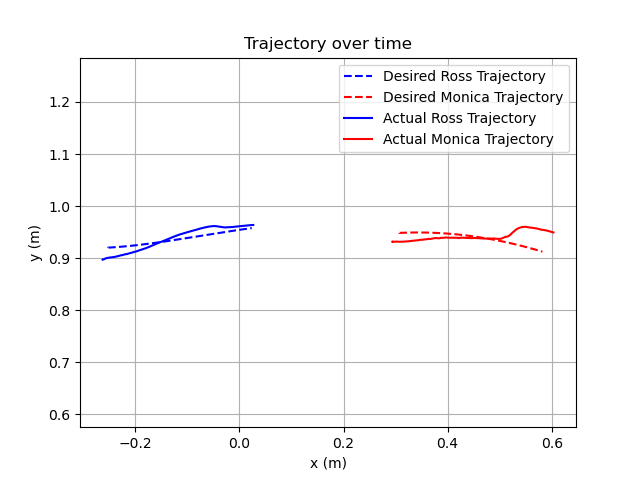 Trajectory over time
Desired Ross Trajectory
Desired Monica Trajectory
Actual Ross Trajectory
Actual Monica Trajectory
1.2
1.1
1.0
0.9
0.8
0.7
0.6
y (m)
−0.2 0.0 0.2 0.4 0.6
x (m)